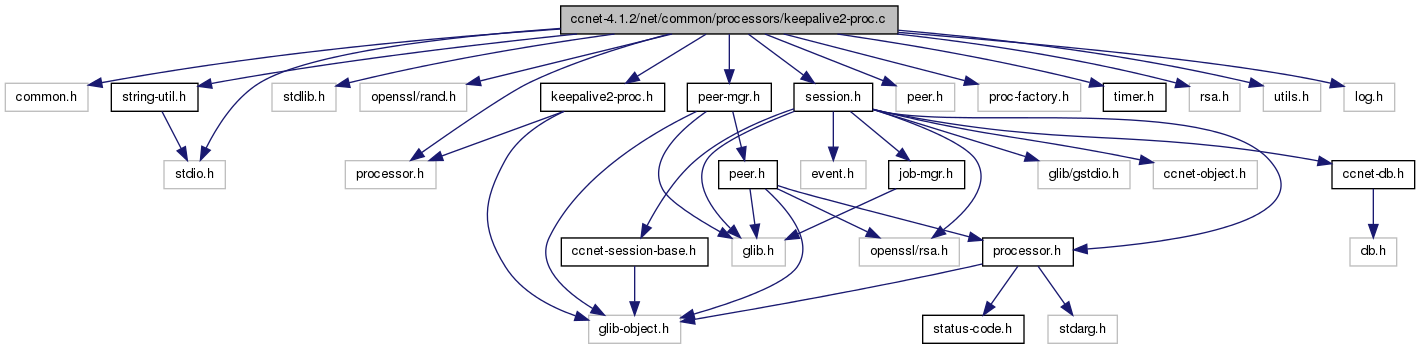 ccnet-4.1.2/net/common/processors/keepalive2-proc.c
common.h
string-util.h
stdlib.h
openssl/rand.h
keepalive2-proc.h
peer-mgr.h
session.h
peer.h
proc-factory.h
timer.h
rsa.h
utils.h
log.h
stdio.h
processor.h
peer.h
event.h
job-mgr.h
glib/gstdio.h
ccnet-object.h
ccnet-db.h
ccnet-session-base.h
glib.h
openssl/rsa.h
processor.h
db.h
glib-object.h
status-code.h
stdarg.h